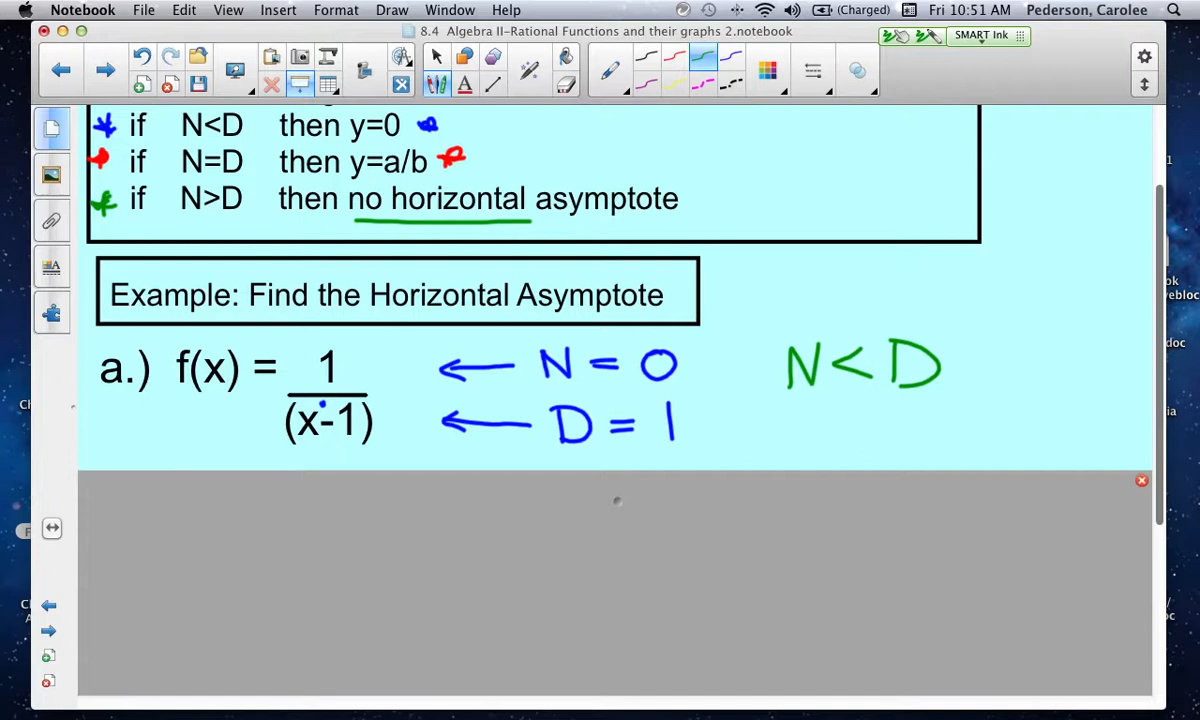 Notebook File Edit View Insert Format Draw Window Help (Charged) Fri 10:51 AM Pederson, Carolee
8.4 Algebra II-Rational Functions and their graphs 2.notebook
SMART Ink
if N<D then y=0
if N=D then y=a/b
if N>D then no horizontal asymptote
Example: Find the Horizontal Asymptote
a.) f(x) = 1 ← N = 0 N < D
(x-1) ← D = 1